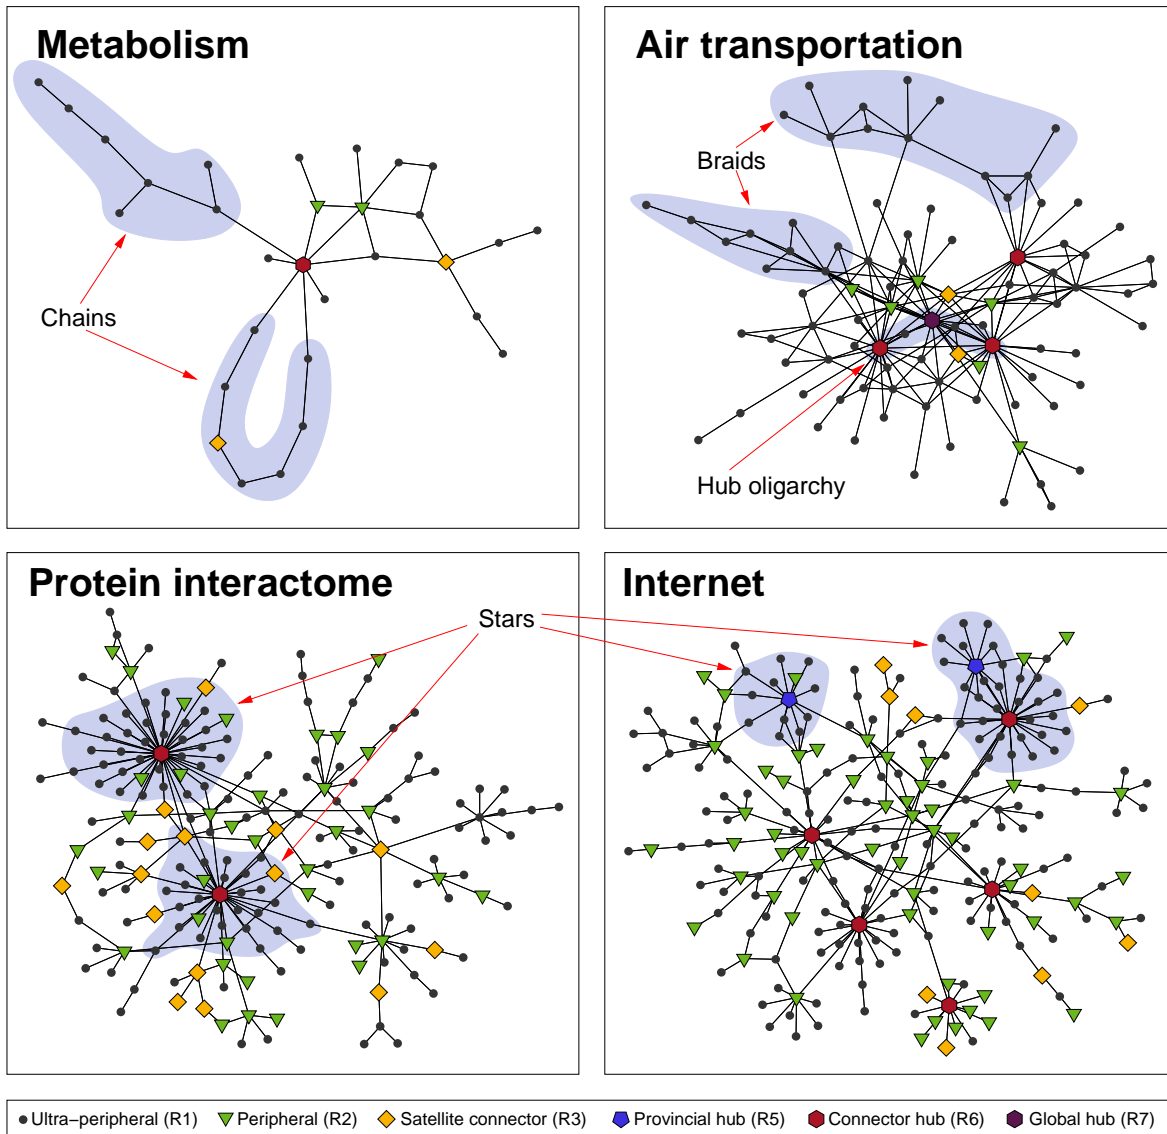 Metabolism
Air transportation
Chains
Braids
Hub oligarchy
Protein interactome
Internet
Stars
Ultra−peripheral (R1) Peripheral (R2) Satellite connector (R3) Provincial hub (R5) Connector hub (R6) Global hub (R7)